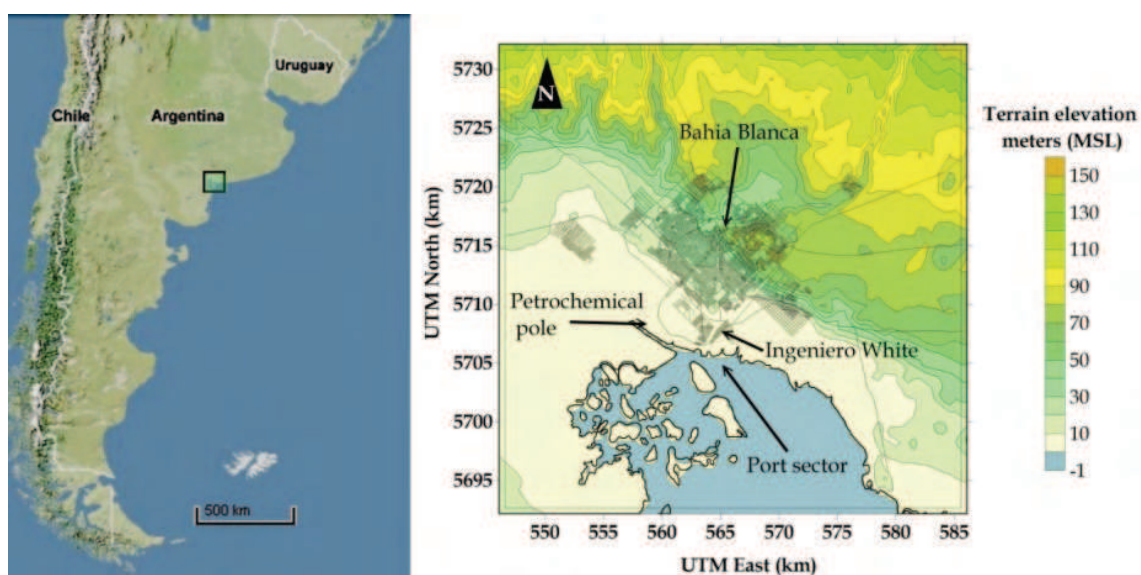 Uruguay
Chile
Argentina
500 km
N
Bahia Blanca
Petrochemical
pole
Ingeniero White
Port sector
UTM North (km)
5730
5725
5720
5715
5710
5705
5700
5695
550
555
560
565
570
575
580
585
UTM East (km)
Terrain elevation
meters (MSL)
150
130
110
90
70
50
30
10
-1